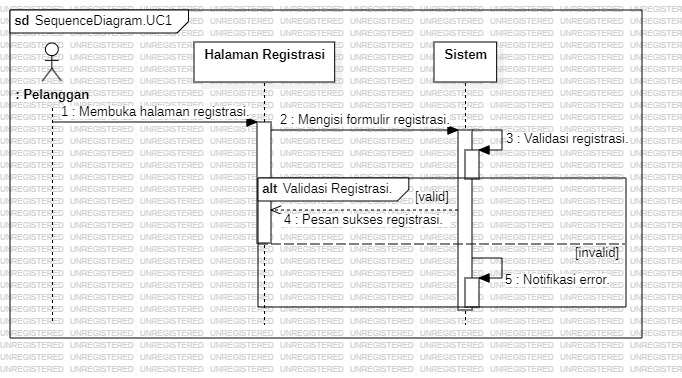 sd SequenceDiagram.UC1
Halaman Registrasi
Sistem
: Pelanggan
1 : Membuka halaman registrasi.
2 : Mengisi formulir registrasi.
3 : Validasi registrasi.
alt Validasi Registrasi.
[valid]
4 : Pesan sukses registrasi.
[invalid]
5 : Notifikasi error.
UNREGISTERED